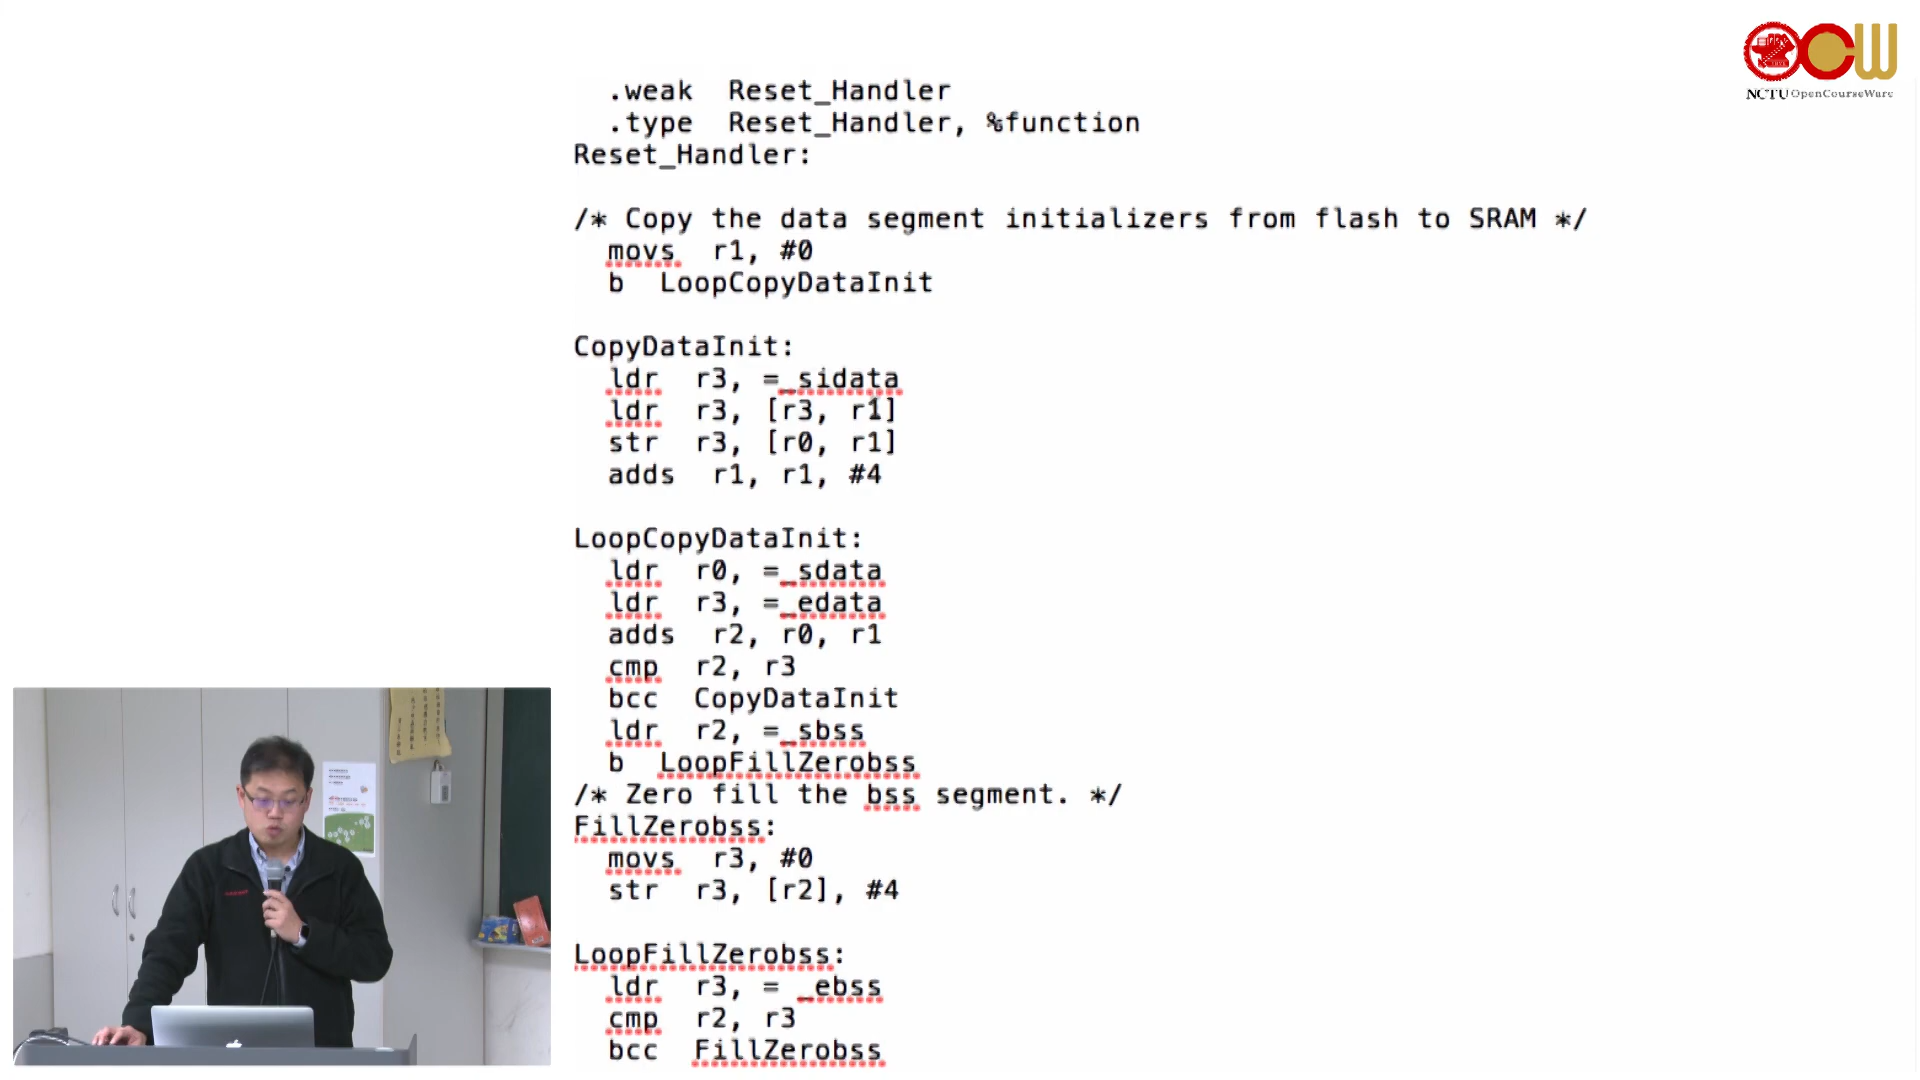 NCTU OpenCourseWare
.weak Reset_Handler
.type Reset_Handler, %function
Reset_Handler:
/* Copy the data segment initializers from flash to SRAM */
movs r1, #0
b LoopCopyDataInit
CopyDataInit:
ldr r3, =_sidata
ldr r3, [r3, r1]
str r3, [r0, r1]
adds r1, r1, #4
LoopCopyDataInit:
ldr r0, =_sdata
ldr r3, =_edata
adds r2, r0, r1
cmp r2, r3
bcc CopyDataInit
ldr r2, =_sbss
b LoopFillZerobss
/* Zero fill the bss segment. */
FillZerobss:
movs r3, #0
str r3, [r2], #4
LoopFillZerobss:
ldr r3, = _ebss
cmp r2, r3
bcc FillZerobss